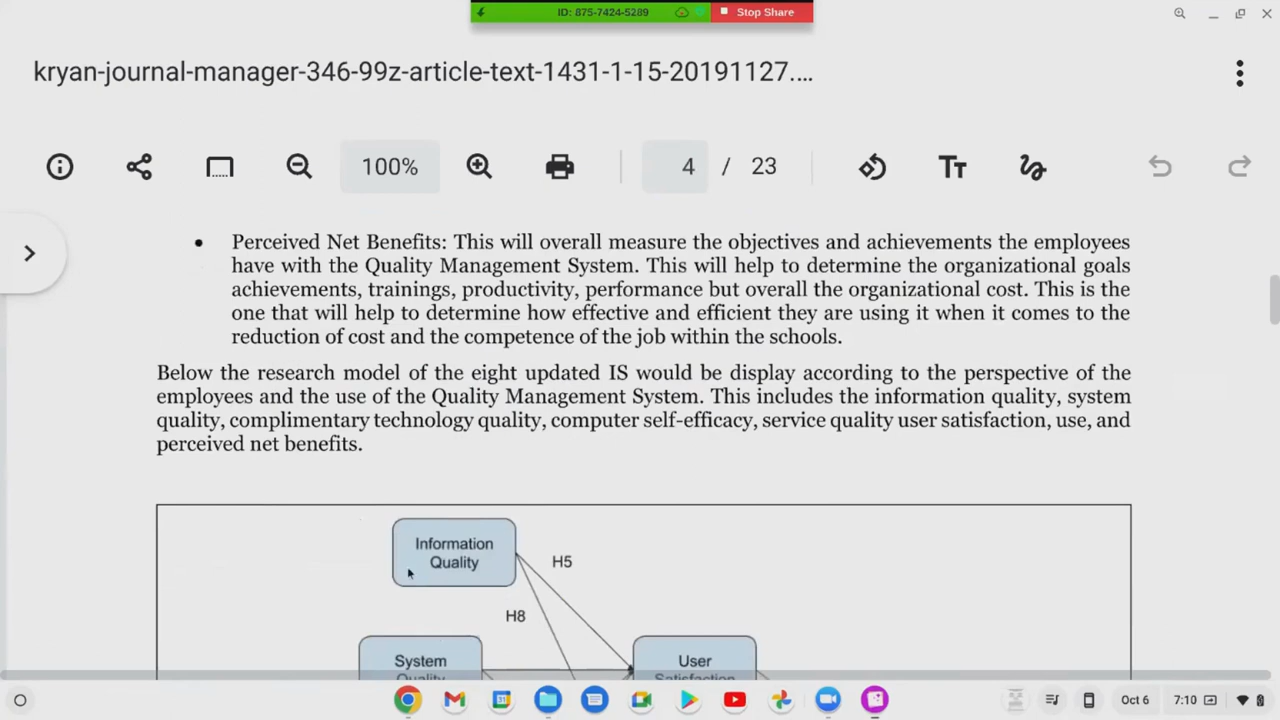 ID: 875-7424-5289 Stop Share
kryan-journal-manager-346-99z-article-text-1431-1-15-20191127....
100% 4 / 23
Perceived Net Benefits: This will overall measure the objectives and achievements the employees
have with the Quality Management System. This will help to determine the organizational goals
achievements, trainings, productivity, performance but overall the organizational cost. This is the
one that will help to determine how effective and efficient they are using it when it comes to the
reduction of cost and the competence of the job within the schools.
Below the research model of the eight updated IS would be display according to the perspective of the
employees and the use of the Quality Management System. This includes the information quality, system
quality, complimentary technology quality, computer self-efficacy, service quality user satisfaction, use, and
perceived net benefits.
Information
Quality
H5
H8
System
Quality
User
Satisfaction
Oct 6 7:10